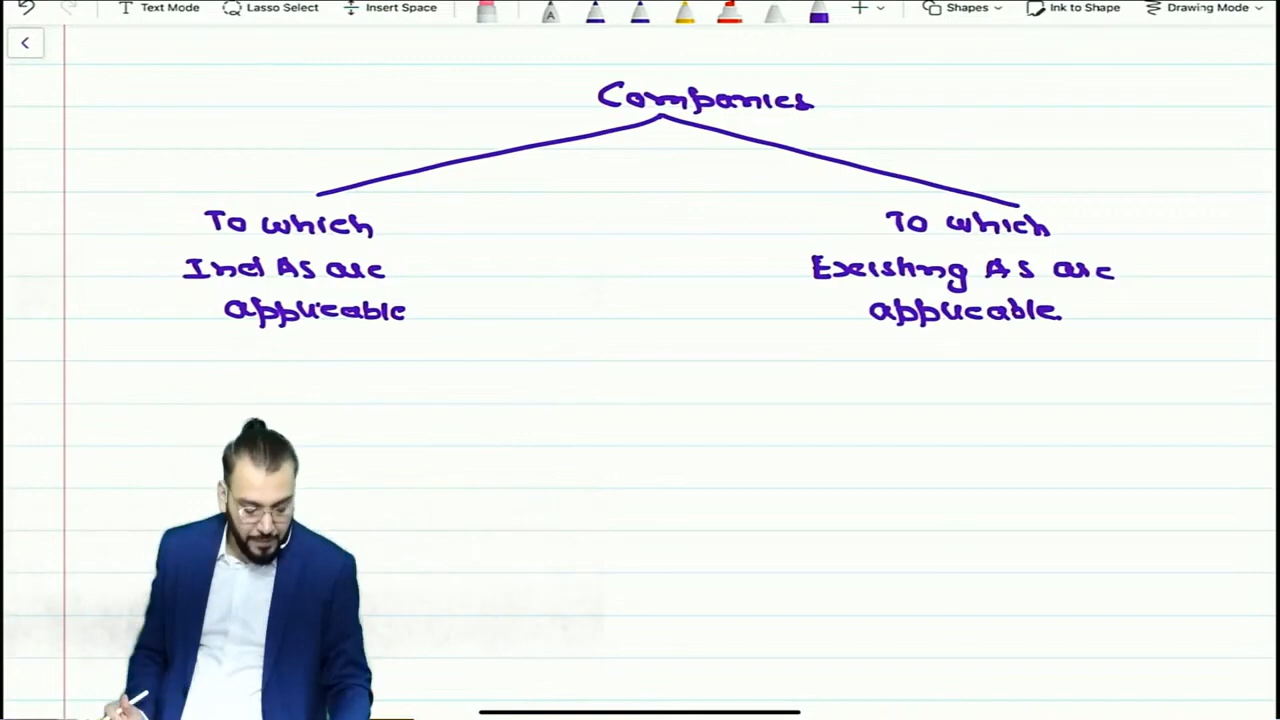 Text Mode Lasso Select Insert Space Shapes Ink to Shape Drawing Mode
Companies
To which
Ind AS are
applicable
To which
Exeisting AS are
applicable